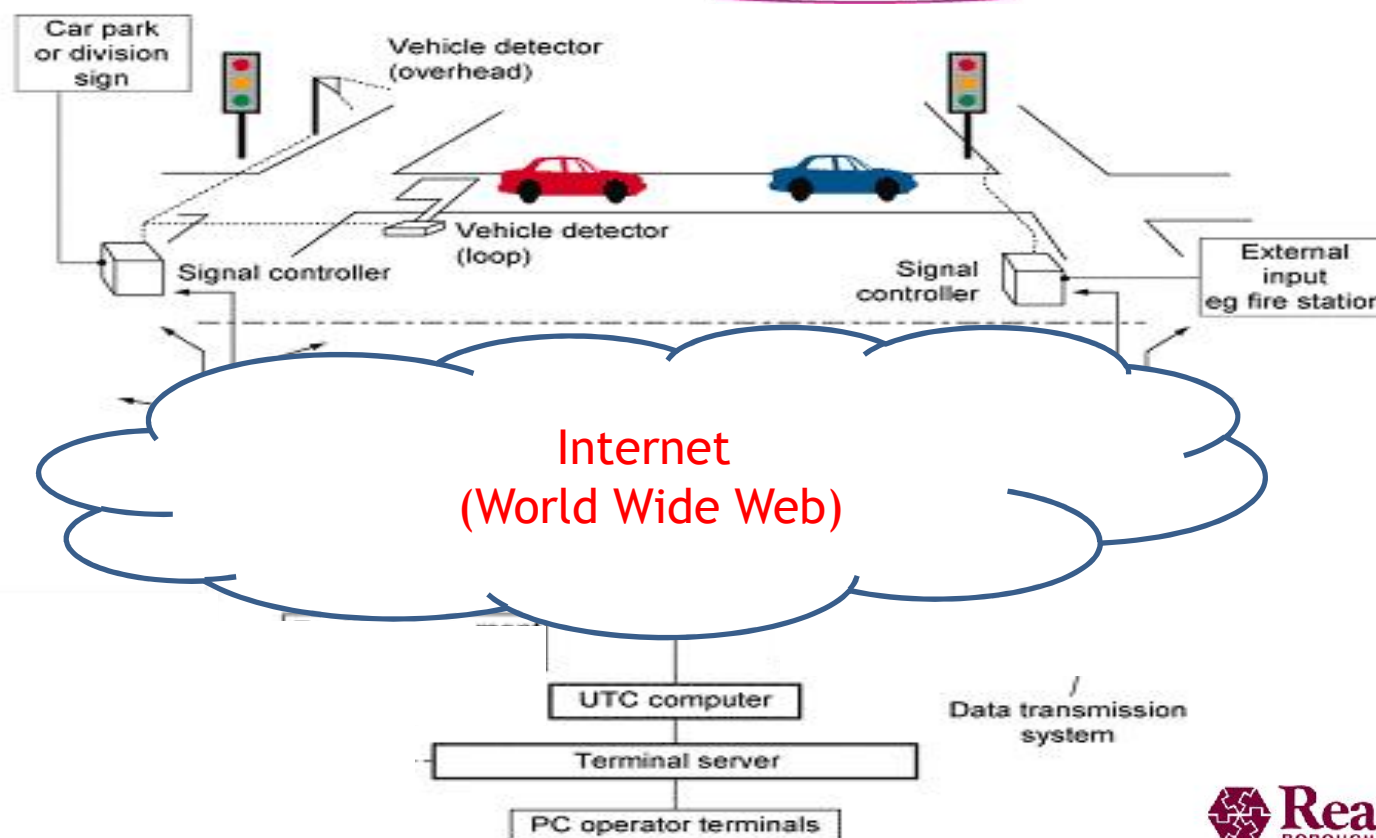 Car park
or division
sign
Vehicle detector
(overhead)
Vehicle detector
(loop)
Signal controller
Signal
controller
External
input
eg fire station
Internet
(World Wide Web)
UTC computer
Data transmission
system
Terminal server
PC operator terminals
Rea